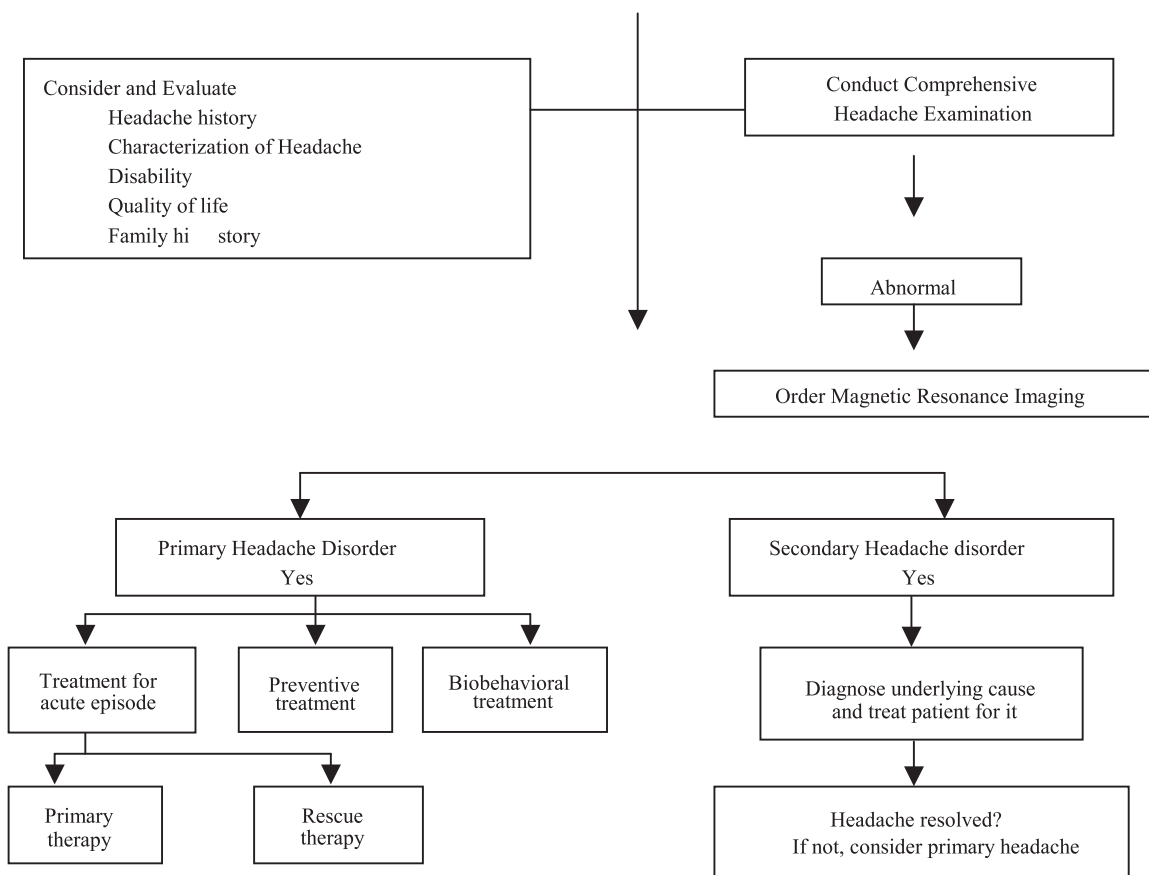 Consider and Evaluate
Headache history
Characterization of Headache
Disability
Quality of life
Family hi story
Conduct Comprehensive
Headache Examination
Abnormal
Order Magnetic Resonance Imaging
Primary Headache Disorder
Yes
Secondary Headache disorder
Yes
Treatment for
acute episode
Preventive
treatment
Biobehavioral
treatment
Diagnose underlying cause
and treat patient for it
Primary
therapy
Rescue
therapy
Headache resolved?
If not, consider primary headache